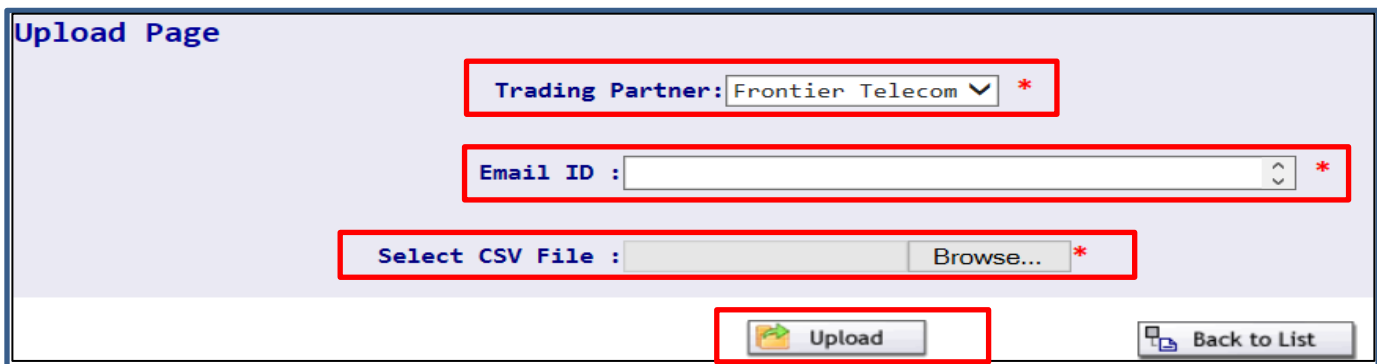 Upload Page
Trading Partner: Frontier Telecom *
Email ID : *
Select CSV File : Browse... *
Upload Back to List